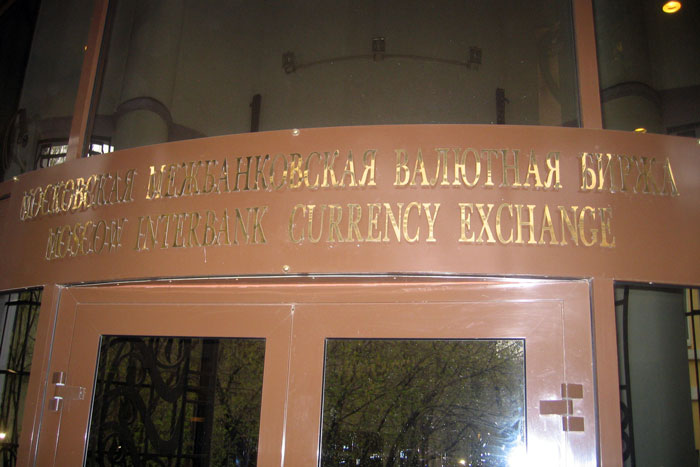 МОСКОВСКАЯ МЕЖБАНКОВСКАЯ ВАЛЮТНАЯ БИРЖА
MOSCOW INTERBANK CURRENCY EXCHANGE